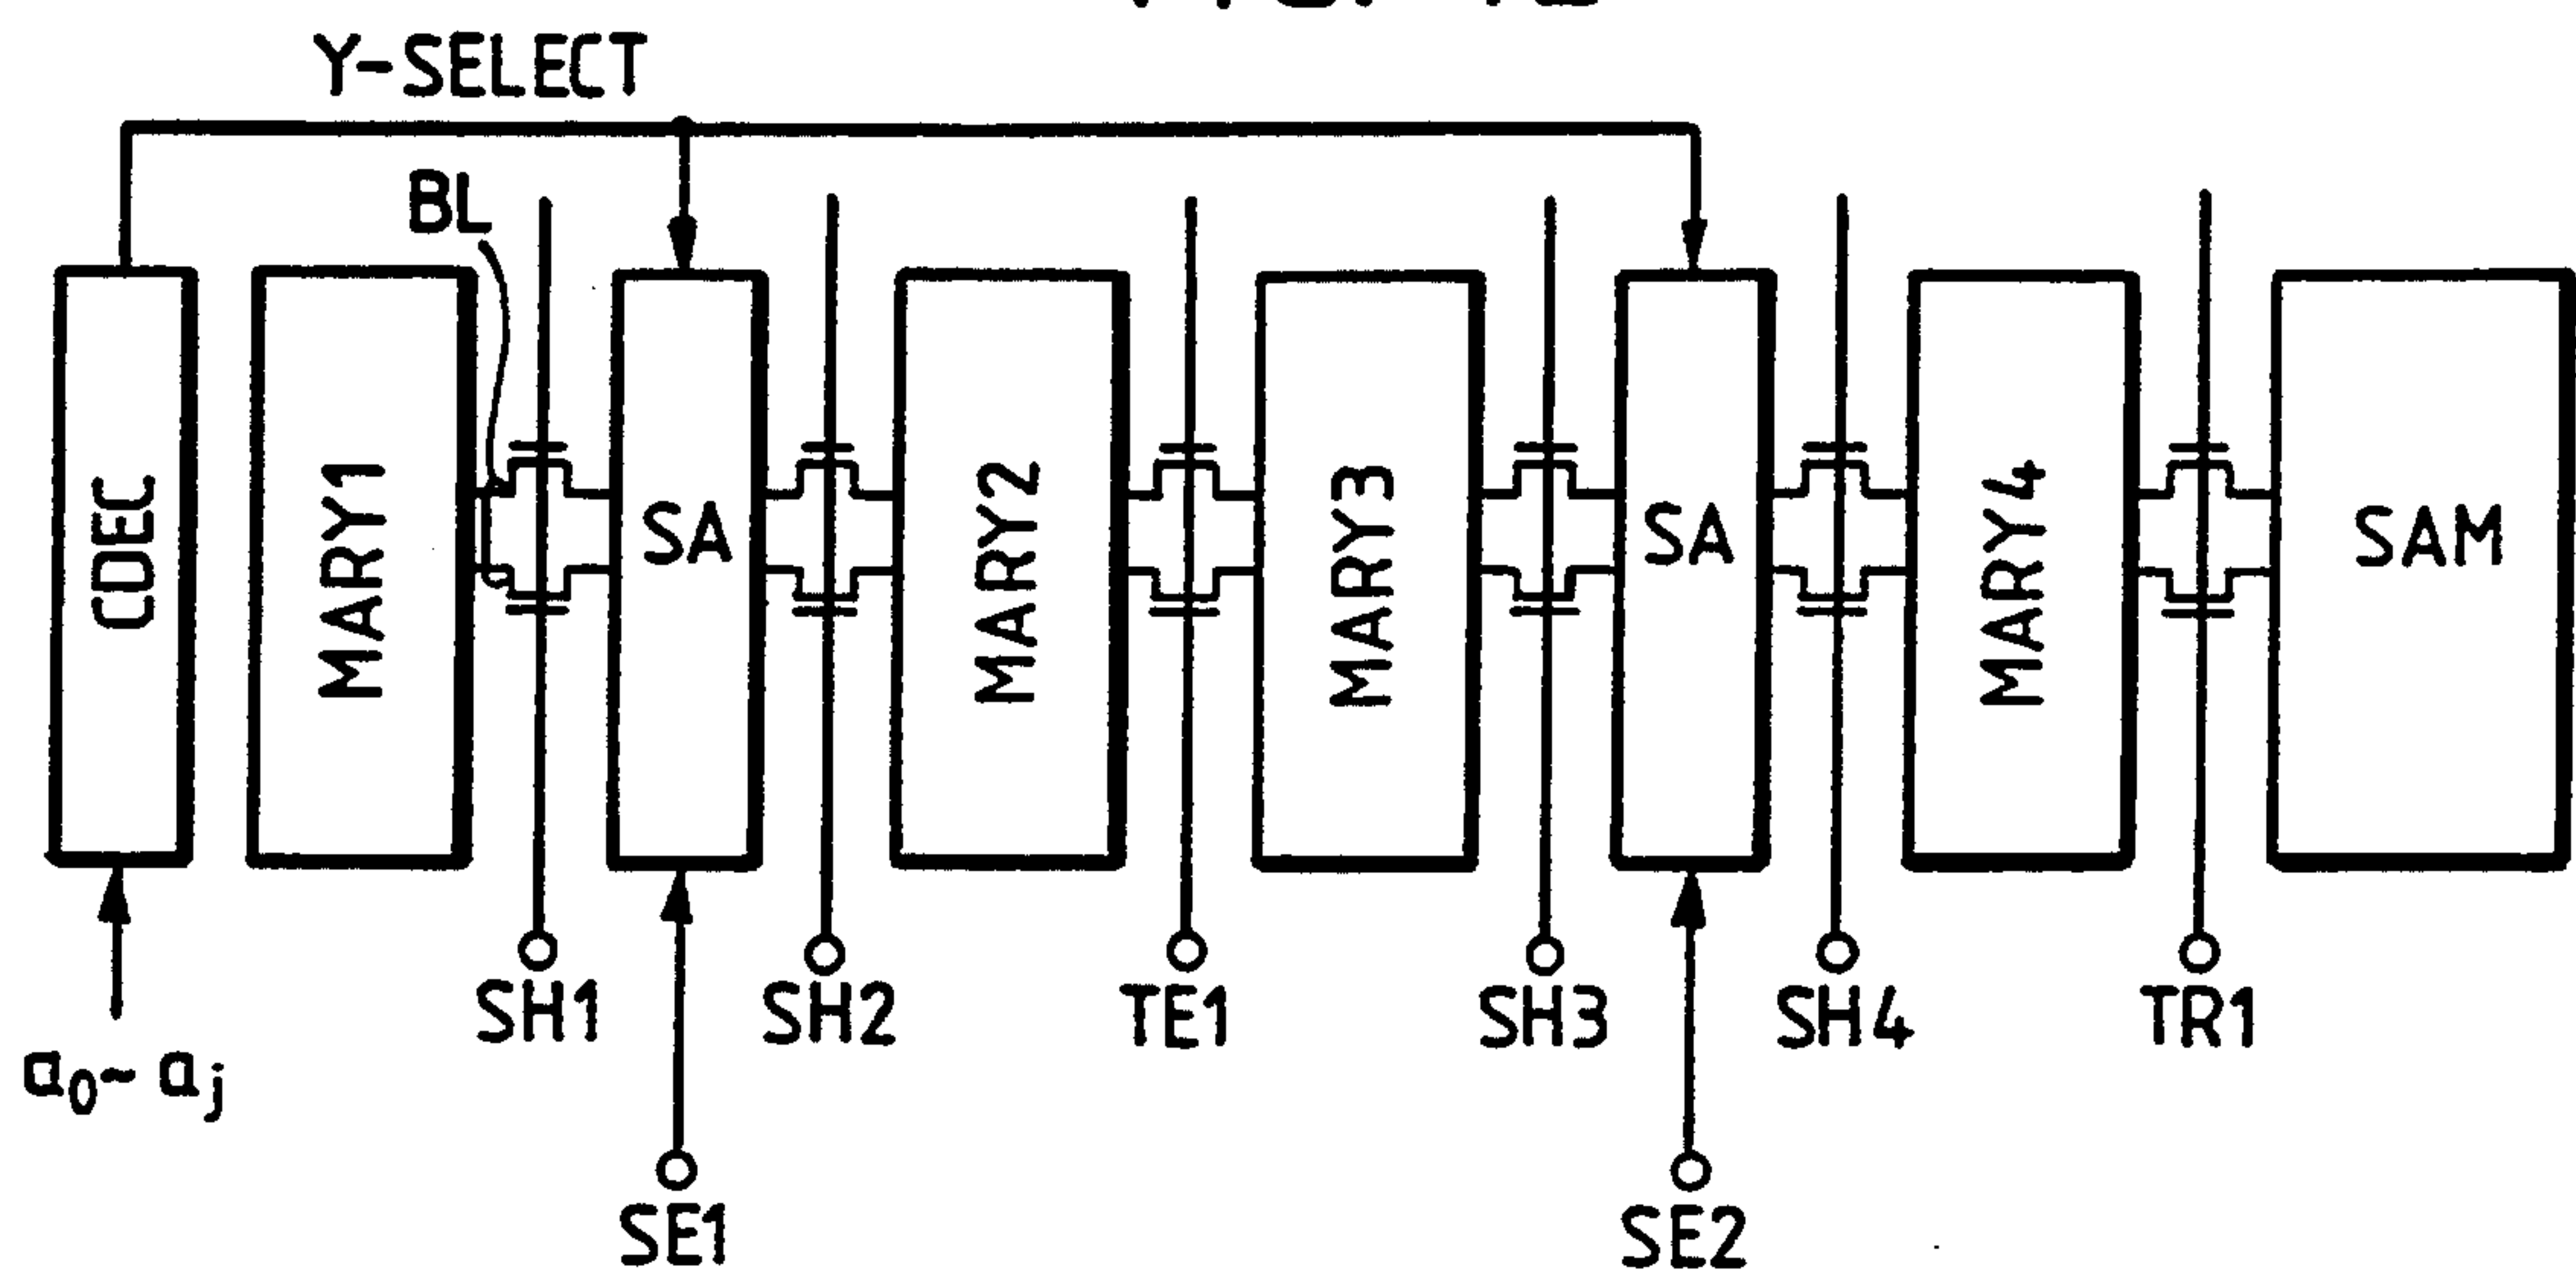 Y-SELECT
BL
CDEC
MARY1
SA
MARY2
MARY3
SA
MARY4
SAM
SH1
SH2
TE1
SH3
SH4
TR1
a₀~ aⱼ
SE1
SE2